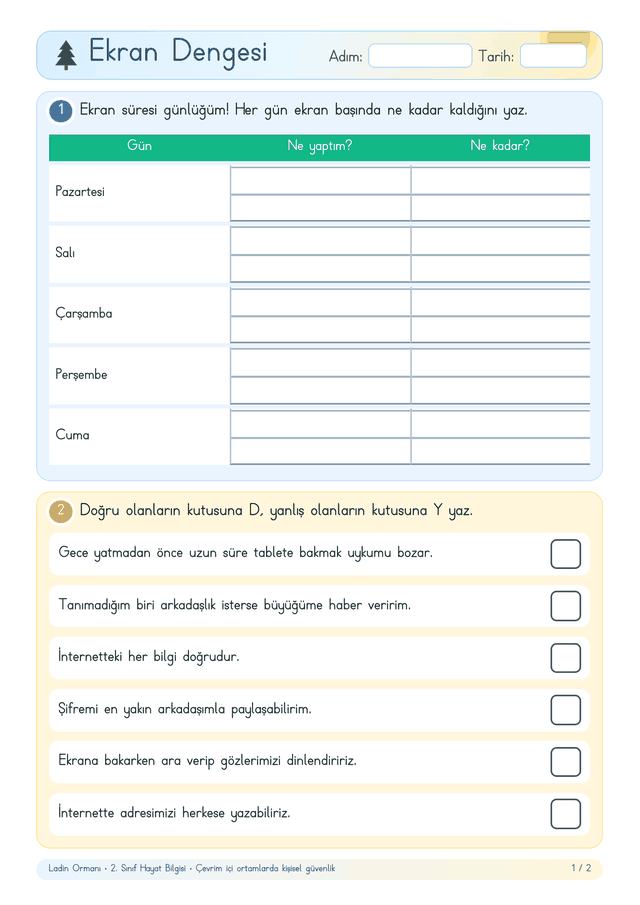 Ekran Dengesi
Adım:
Tarih:
1 Ekran süresi günlüğüm! Her gün ekran başında ne kadar kaldığını yaz.
Gün Ne yaptım? Ne kadar?
Pazartesi
Salı
Çarşamba
Perşembe
Cuma
2 Doğru olanların kutusuna D, yanlış olanların kutusuna Y yaz.
Gece yatmadan önce uzun süre tablete bakmak uykumu bozar.
Tanımadığım biri arkadaşlık isterse büyüğüme haber veririm.
İnternetteki her bilgi doğrudur.
Şifremi en yakın arkadaşımla paylaşabilirim.
Ekrana bakarken ara verip gözlerimizi dinlendiririz.
İnternette adresimizi herkese yazabiliriz.
Ladin Ormanı • 2. Sınıf Hayat Bilgisi • Çevrim içi ortamlarda kişisel güvenlik 1 / 2